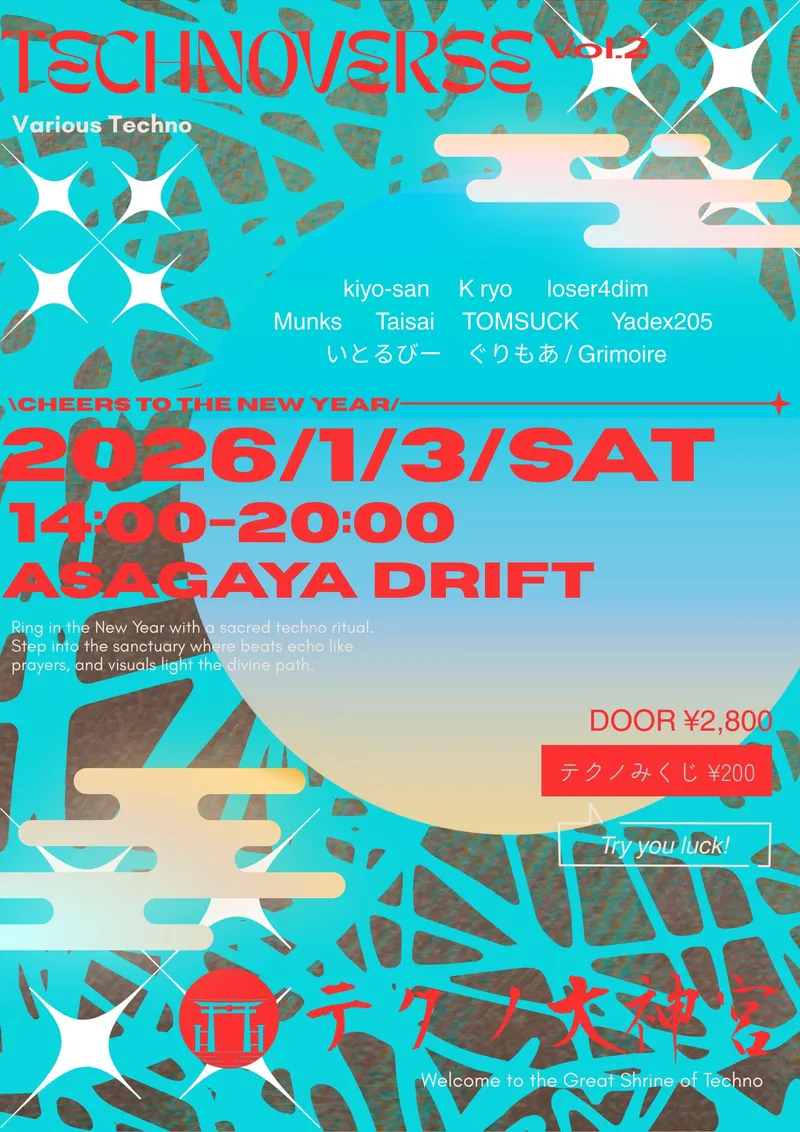 TECHNOVERSE Vol.2
Various Techno
kiyo-san K ryo loser4dim
Munks Taisai TOMSUCK Yadex205
いとるびー ぐりもあ / Grimoire
\CHEERS TO THE NEW YEAR/
2026/1/3/SAT
14:00-20:00
ASAGAYA DRIFT
Ring in the New Year with a sacred techno ritual.
Step into the sanctuary where beats echo like
prayers, and visuals light the divine path.
DOOR ¥2,800
テクノみくじ ¥200
Try you luck!
テクノ大神宮
Welcome to the Great Shrine of Techno